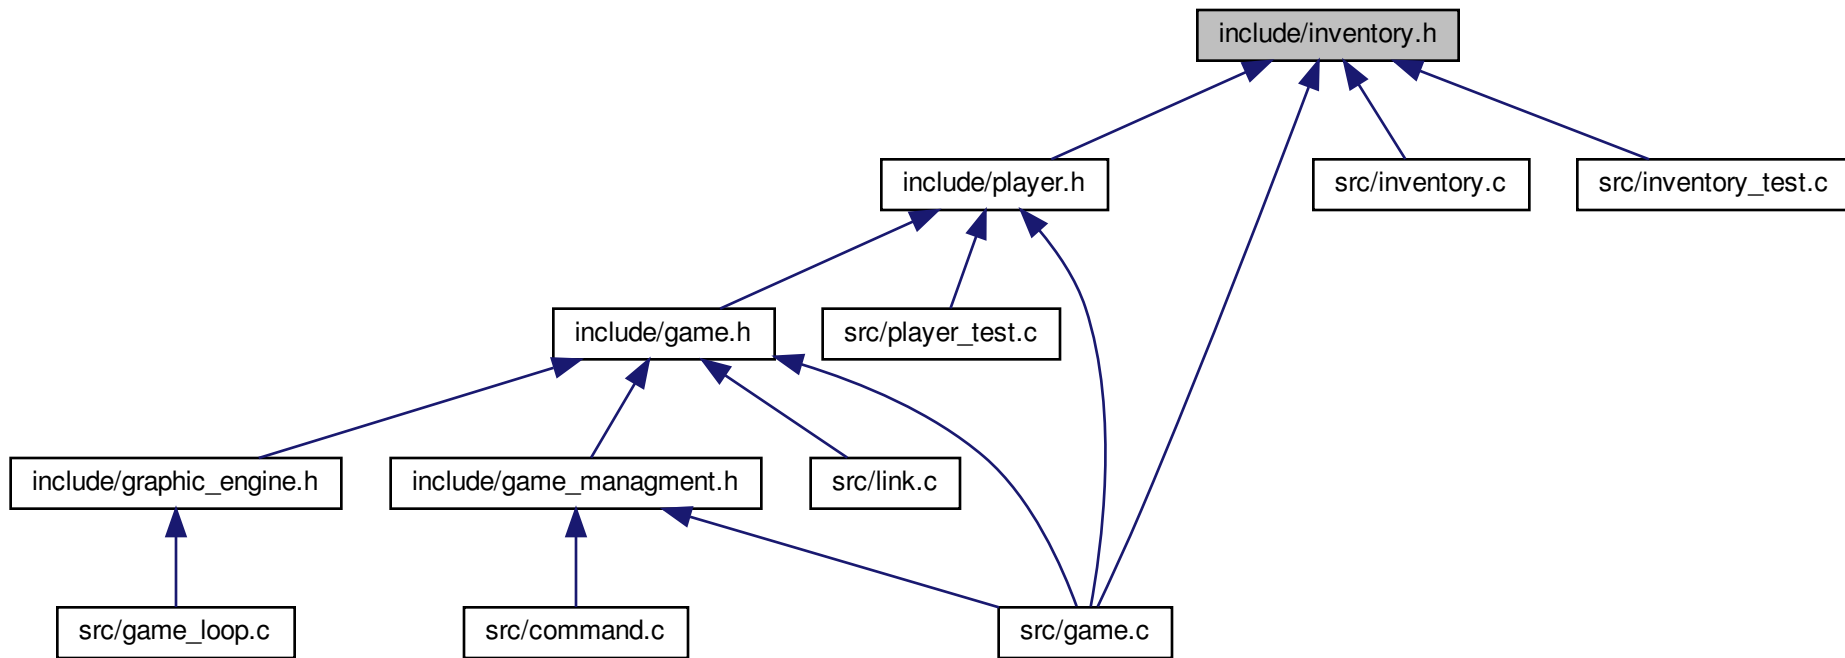 include/inventory.h
include/player.h
src/inventory.c
src/inventory_test.c
include/game.h
src/player_test.c
include/graphic_engine.h
include/game_managment.h
src/link.c
src/game_loop.c
src/command.c
src/game.c